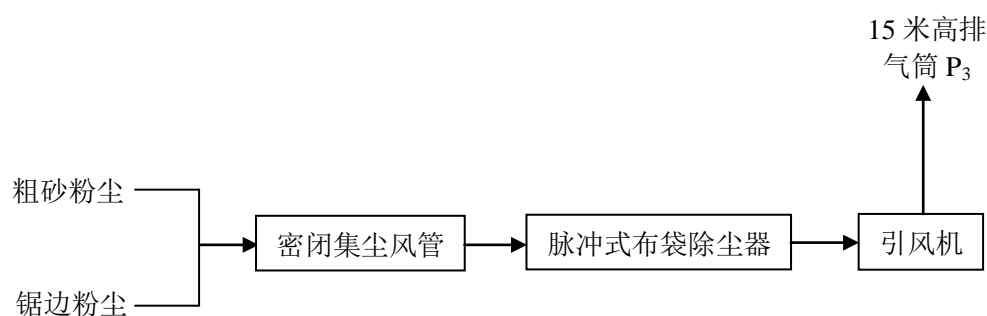 15 米高排
气筒 P₃
粗砂粉尘
密闭集尘风管
脉冲式布袋除尘器
引风机
锯边粉尘